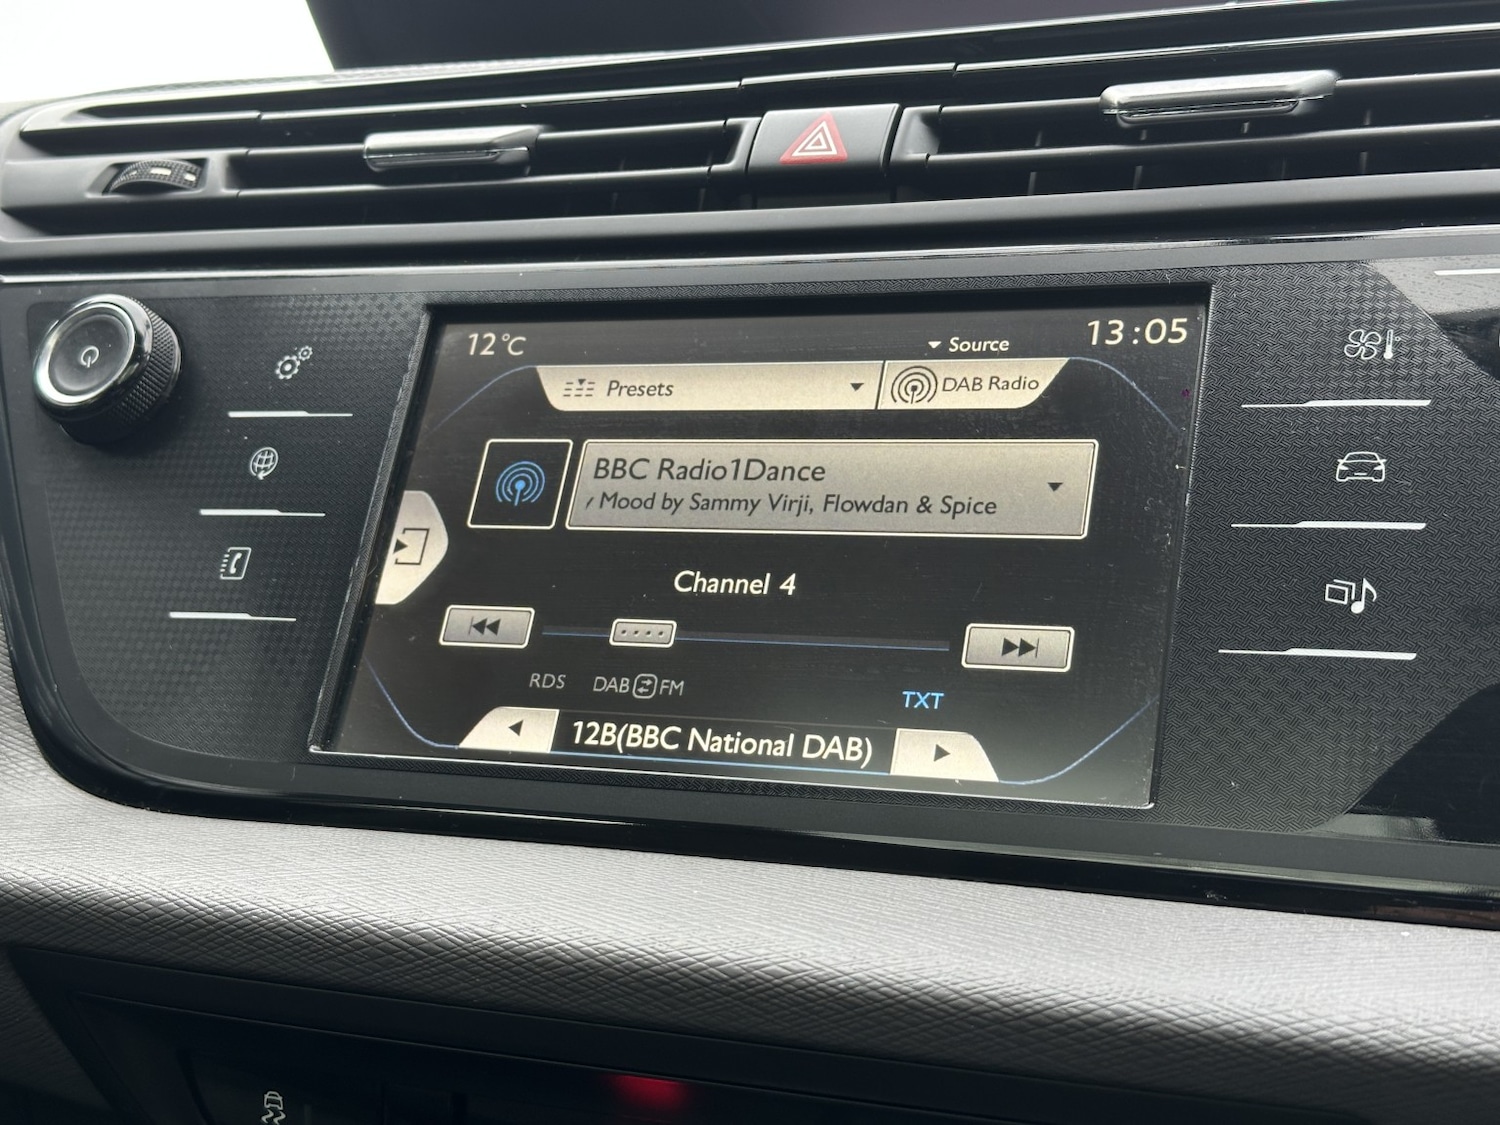 12°C
Source
13:05
Presets
DAB Radio
BBC Radio1Dance
Mood by Sammy Virji, Flowdan & Spice
Channel 4
RDS
DAB FM
TXT
12B(BBC National DAB)